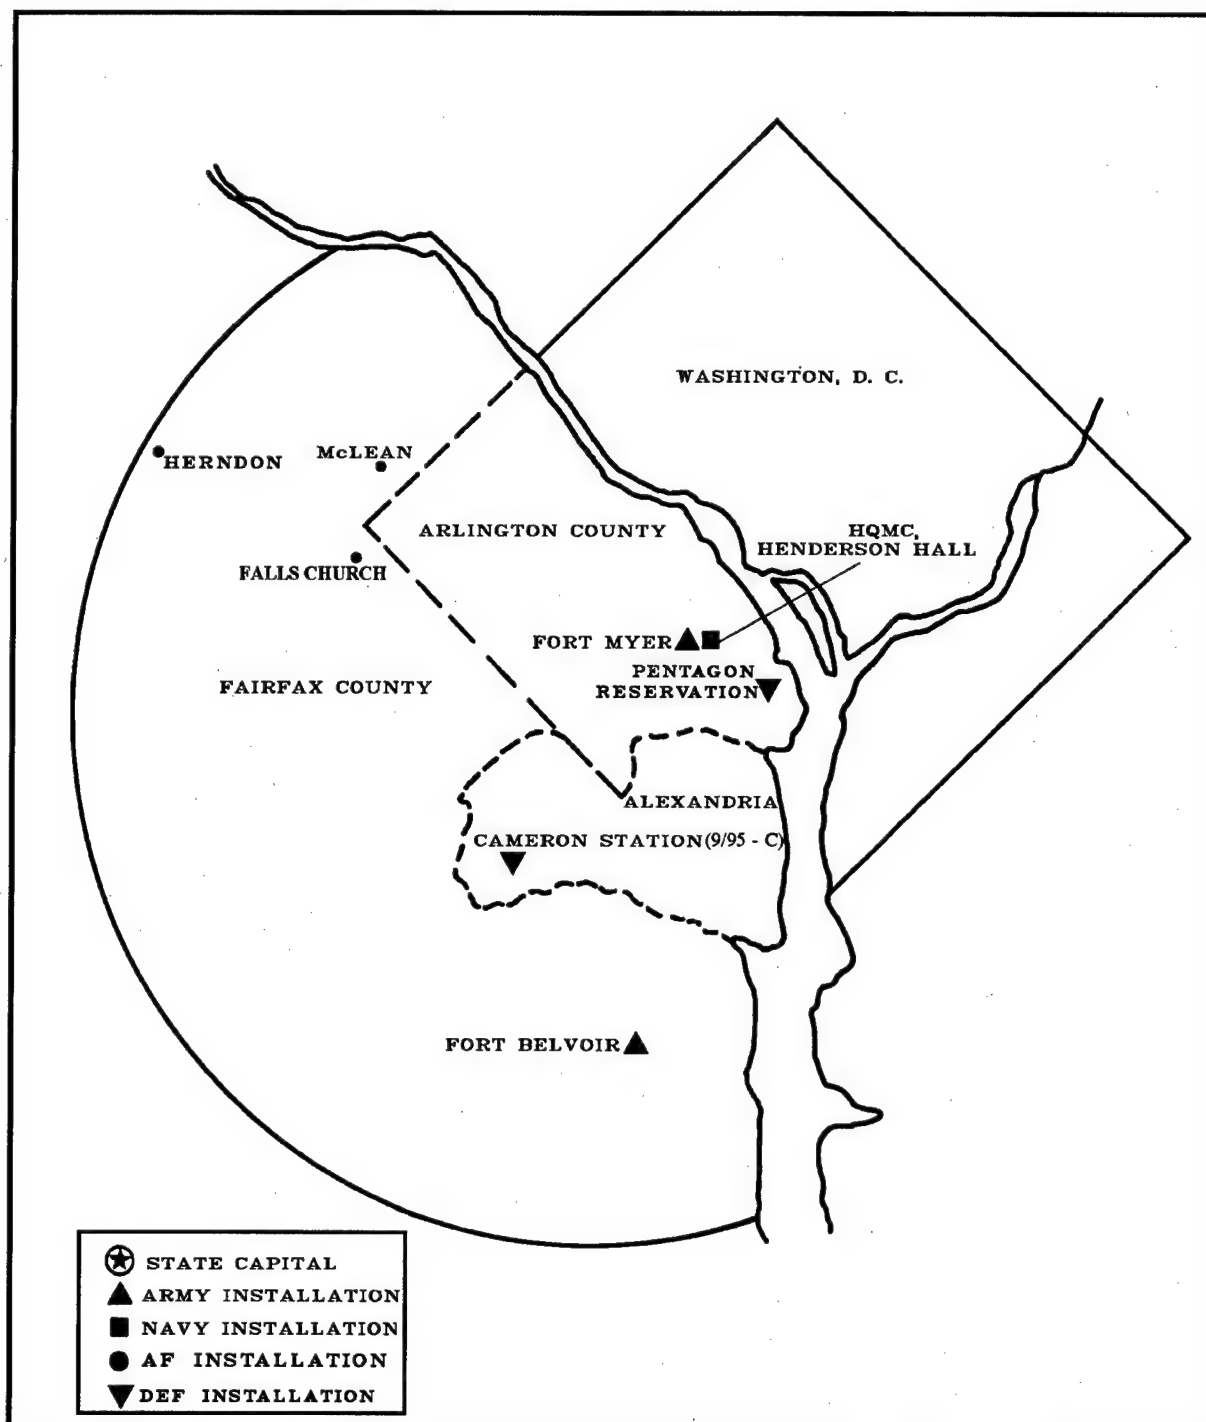 WASHINGTON, D. C.
HERNDON
McLEAN
ARLINGTON COUNTY
HQMC,
HENDERSON HALL
FALLS CHURCH
FORT MYER
PENTAGON
RESERVATION
FAIRFAX COUNTY
ALEXANDRIA
CAMERON STATION (9/95 - C)
FORT BELVOIR
STATE CAPITAL
ARMY INSTALLATION
NAVY INSTALLATION
AF INSTALLATION
DEF INSTALLATION